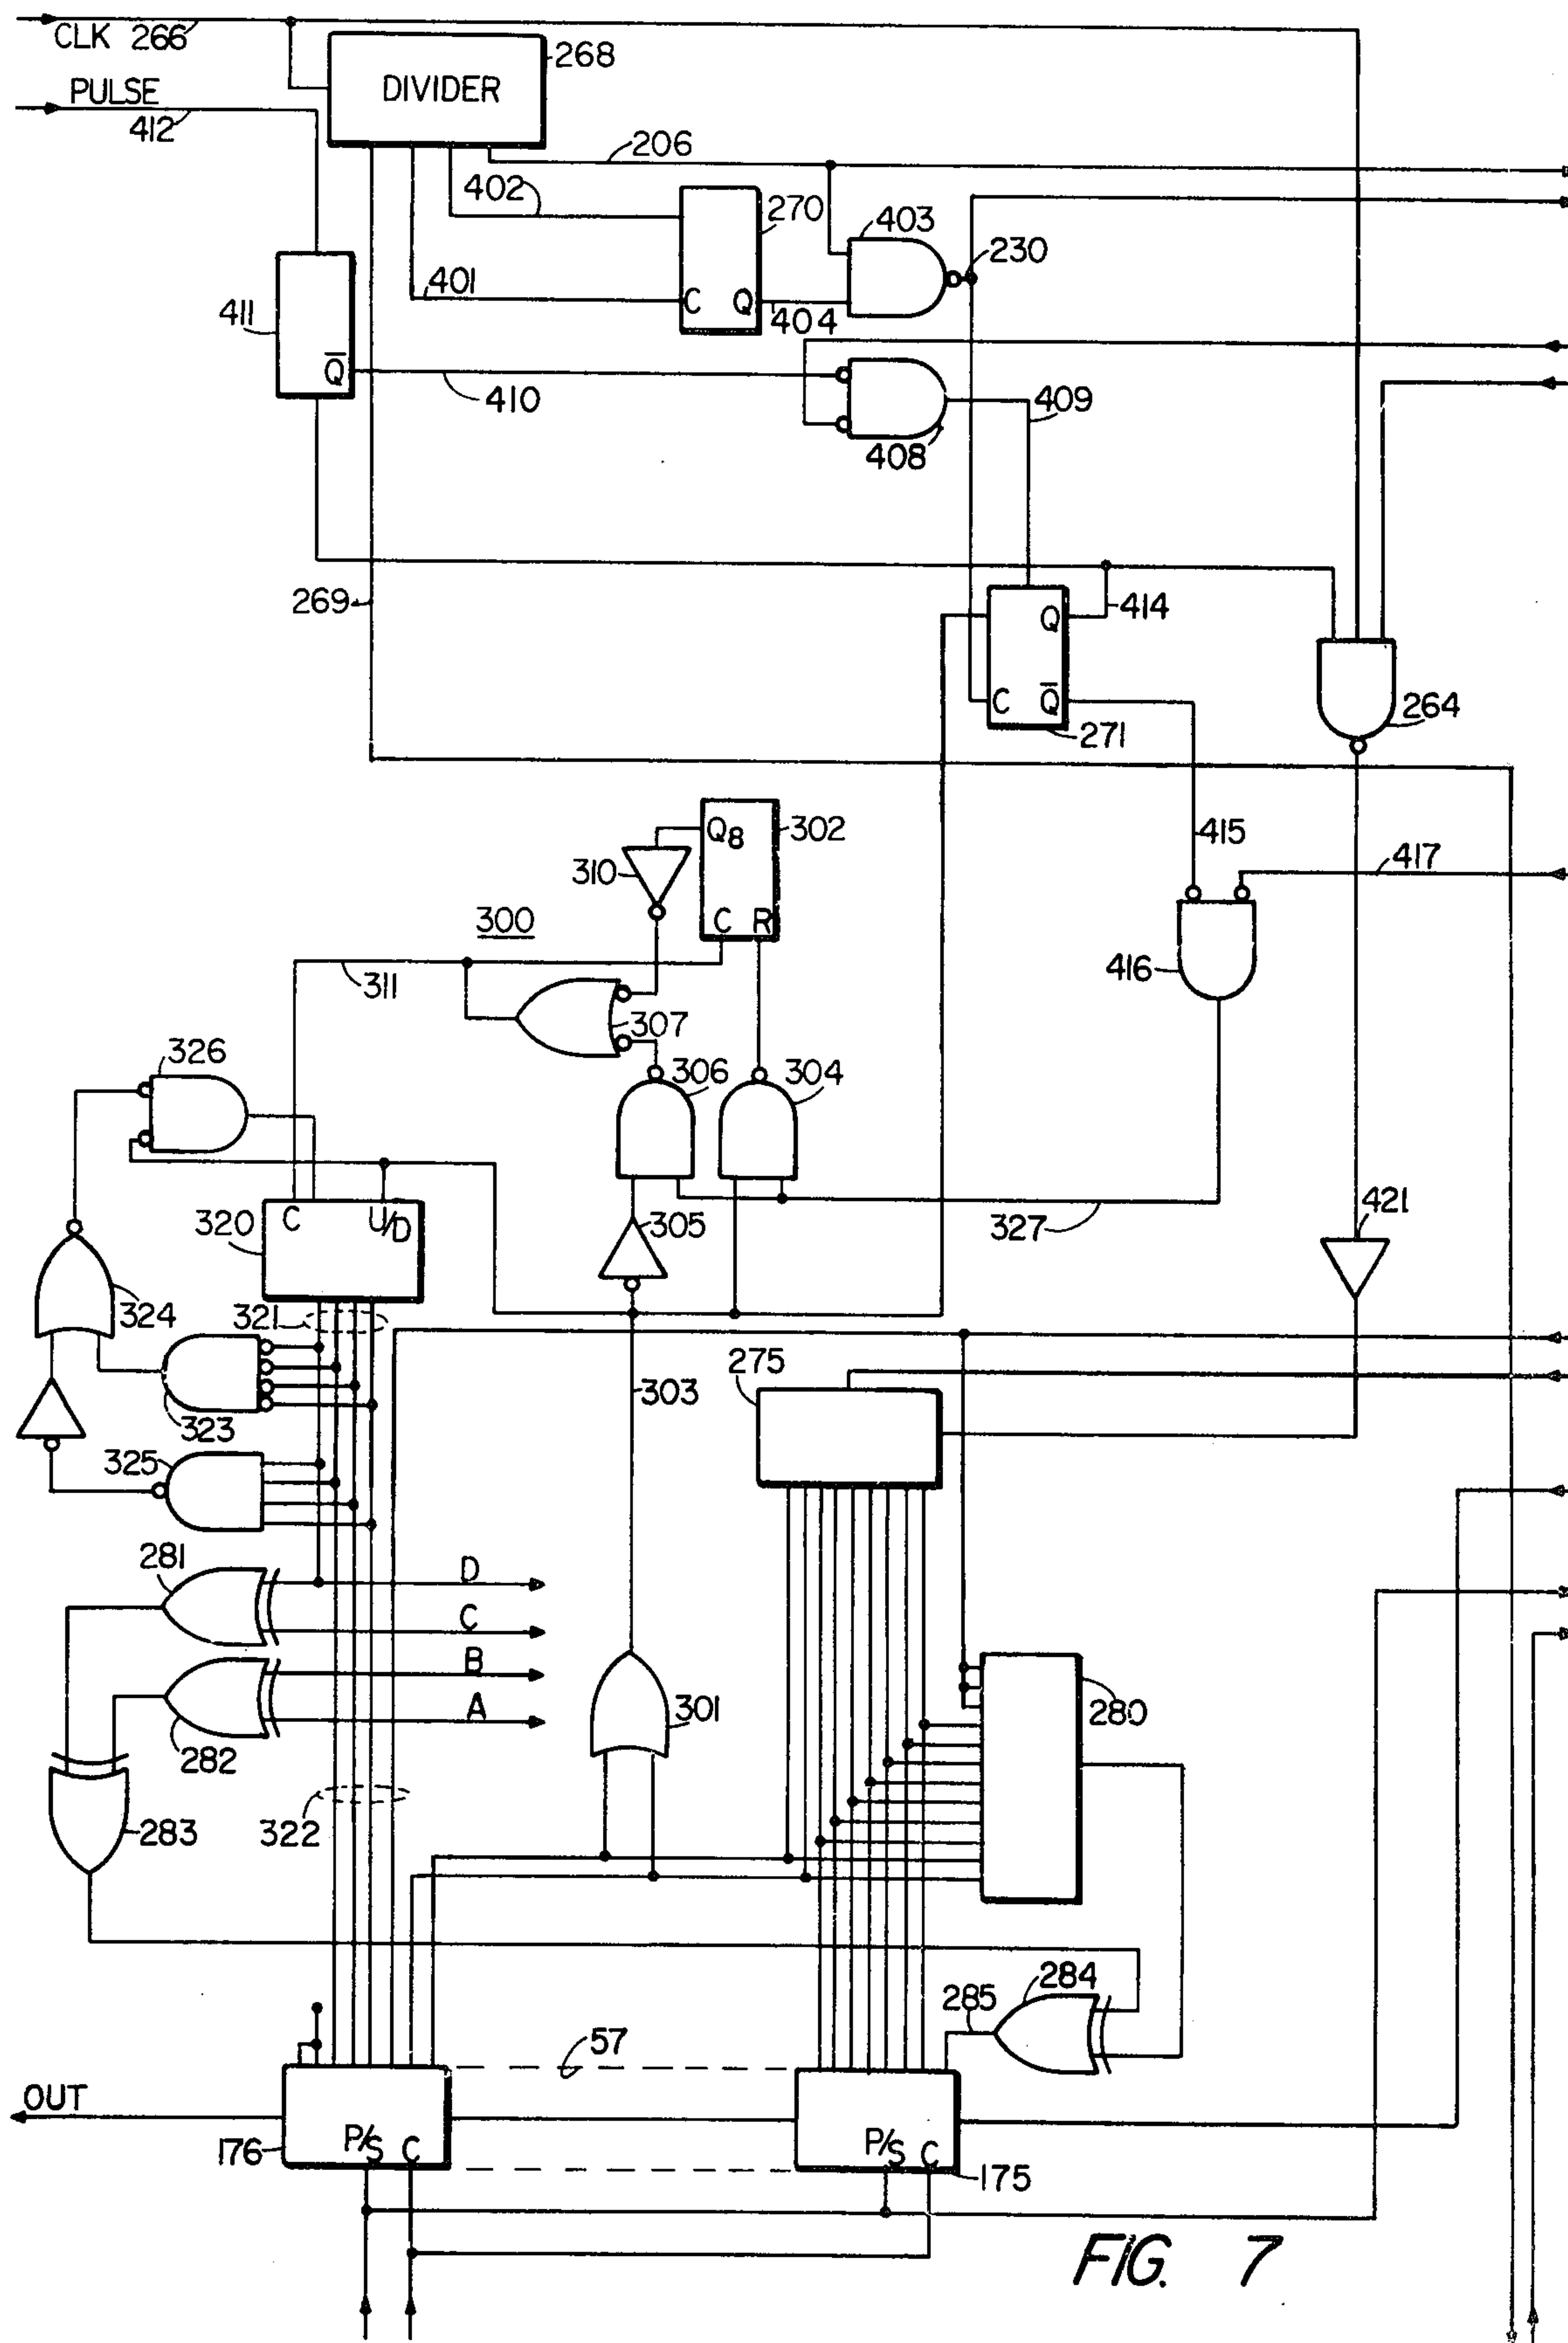 CLK 266
268
DIVIDER
PULSE
412
206
402
270
403
230
401
C Q
404
411
Q̅
410
409
408
269
Q
414
C Q̅
271
264
Q8
302
310
415
417
300
C R
311
416
307
326
306
304
C U/D
320
305
327
421
324
321
275
303
323
325
281
D
C
B
A
301
280
282
283
322
284
285
57
OUT
P/S C
176
P/S C
175
FIG. 7